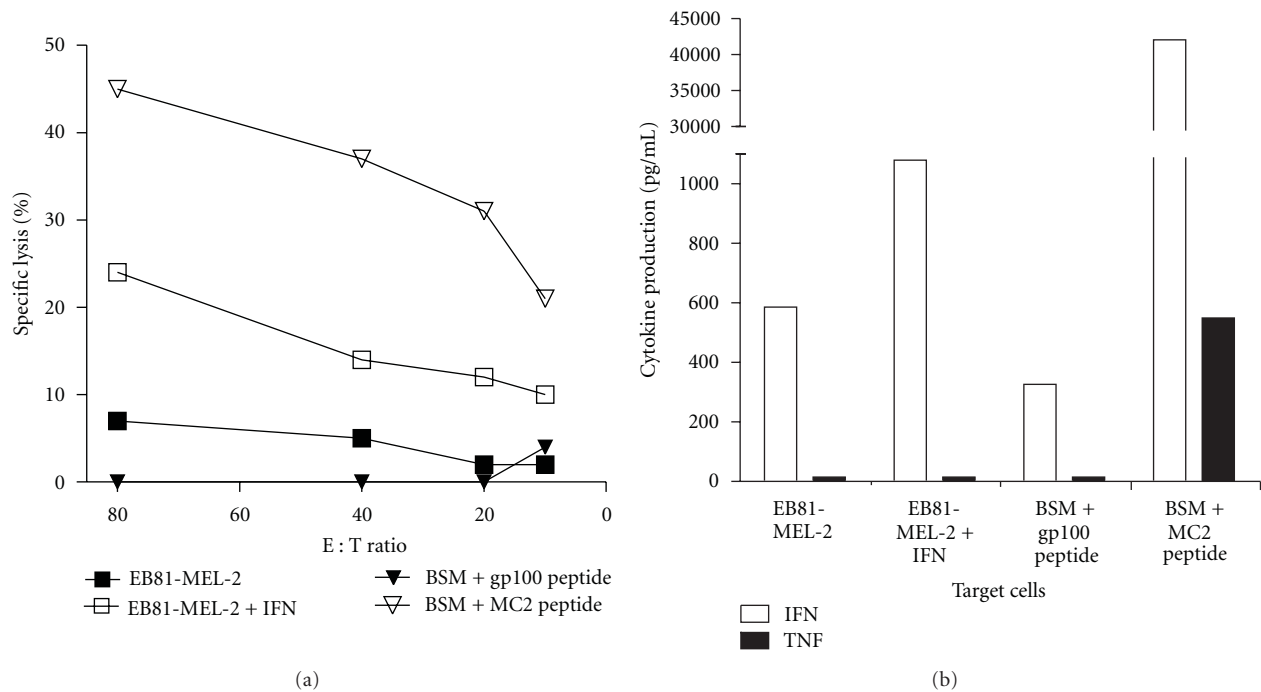 50
40
30
20
10
0
Specific lysis (%)
80
60
40
20
0
E : T ratio
EB81-MEL-2
EB81-MEL-2 + IFN
BSM + gp100 peptide
BSM + MC2 peptide
(a)
45000
42000
40000
35000
30000
1000
800
600
400
200
0
Cytokine production (pg/mL)
EB81-
MEL-2
EB81-
MEL-2 +
IFN
BSM +
gp100
peptide
BSM +
MC2
peptide
Target cells
IFN
TNF
(b)